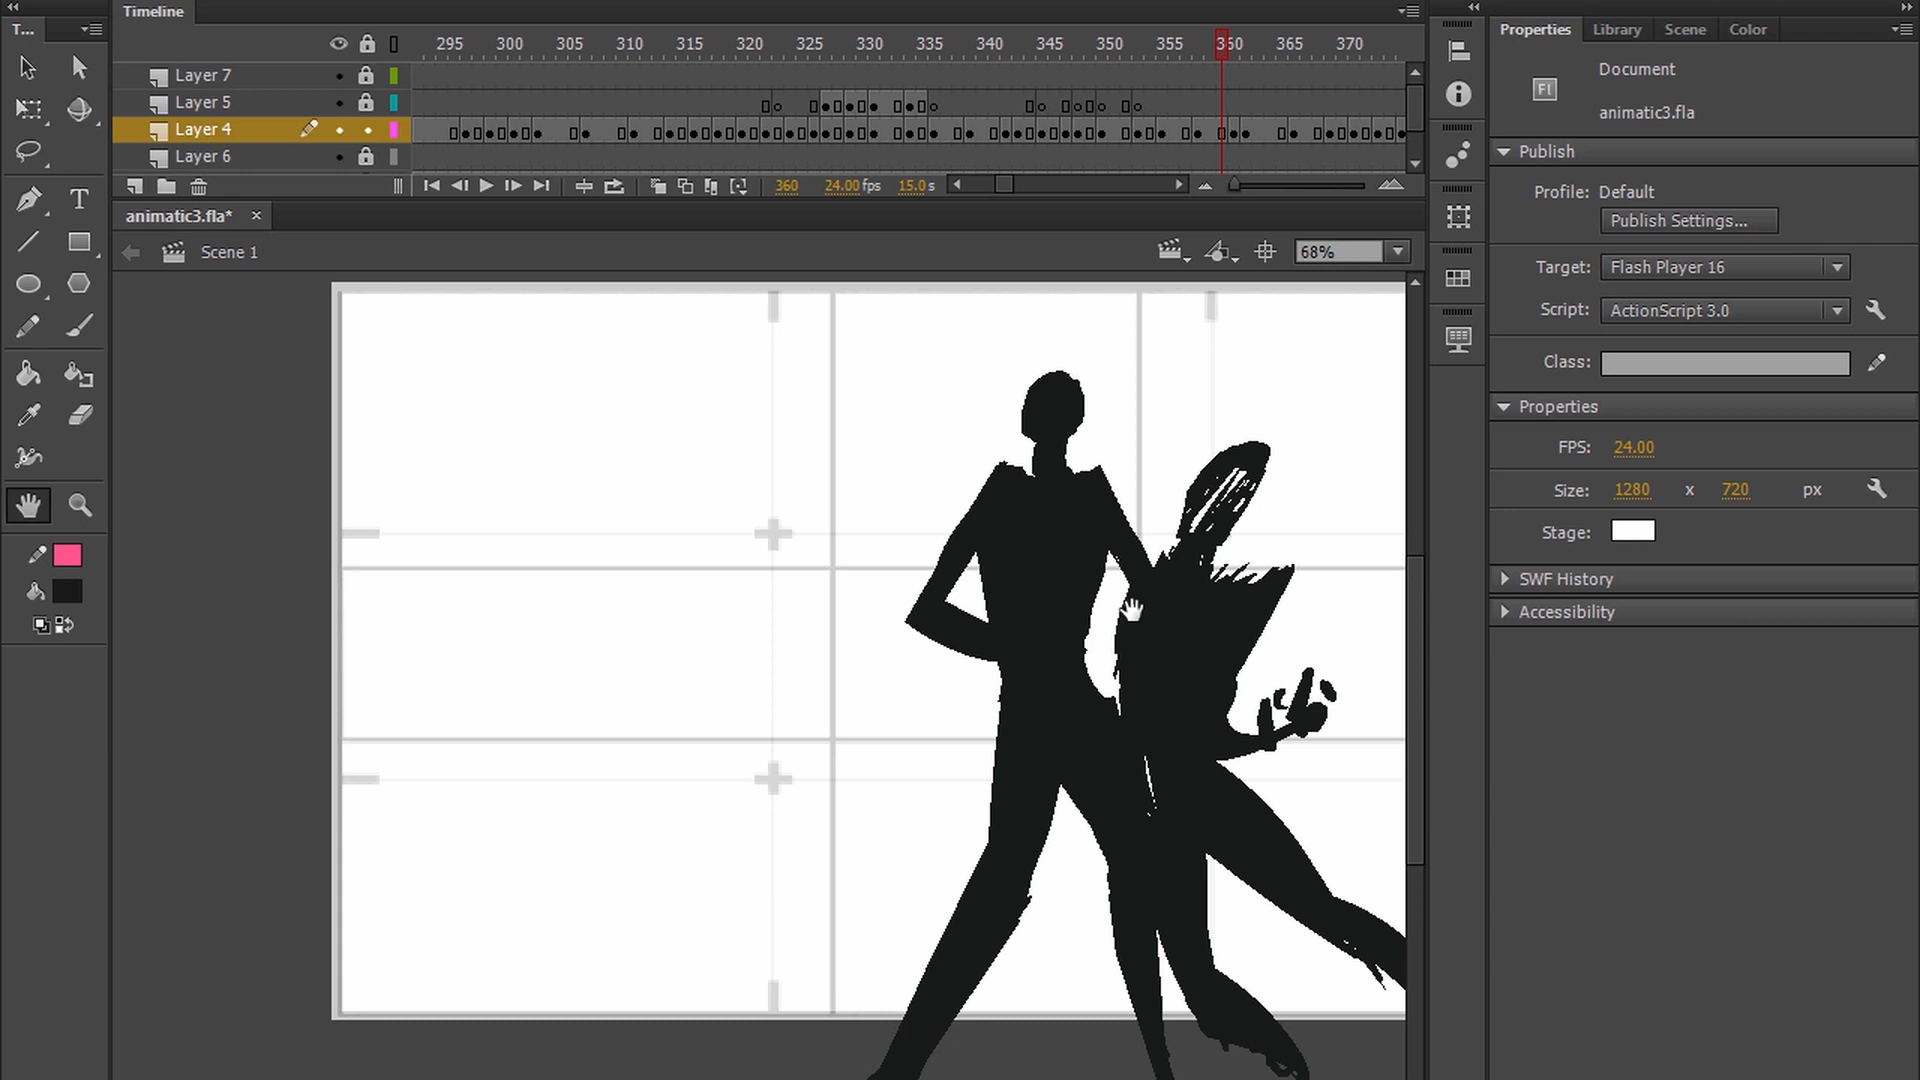 T...
Timeline
295 300 305 310 315 320 325 330 335 340 345 350 355 360 365 370
Layer 7
Layer 5
Layer 4
Layer 6
360 24.00 fps 15.0 s
animatic3.fla*
Scene 1
68%
T
Properties Library Scene Color
Fl
Document
animatic3.fla
Publish
Profile: Default
Publish Settings...
Target: Flash Player 16
Script: ActionScript 3.0
Class:
Properties
FPS: 24.00
Size: 1280 x 720 px
Stage:
SWF History
Accessibility